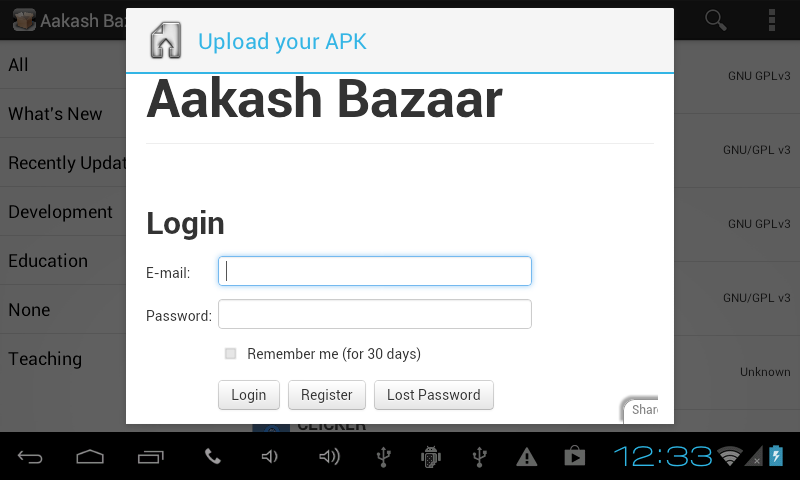 Aakash Ba
Upload your APK
Aakash Bazaar
All
What's New
Recently Updat
Development
Education
None
Teaching
GNU GPLv3
GNU/GPL v3
GNU GPLv3
GNU/GPL v3
Unknown
Login
E-mail:
Password:
Remember me (for 30 days)
Login Register Lost Password
Share
CLICKER
12:33